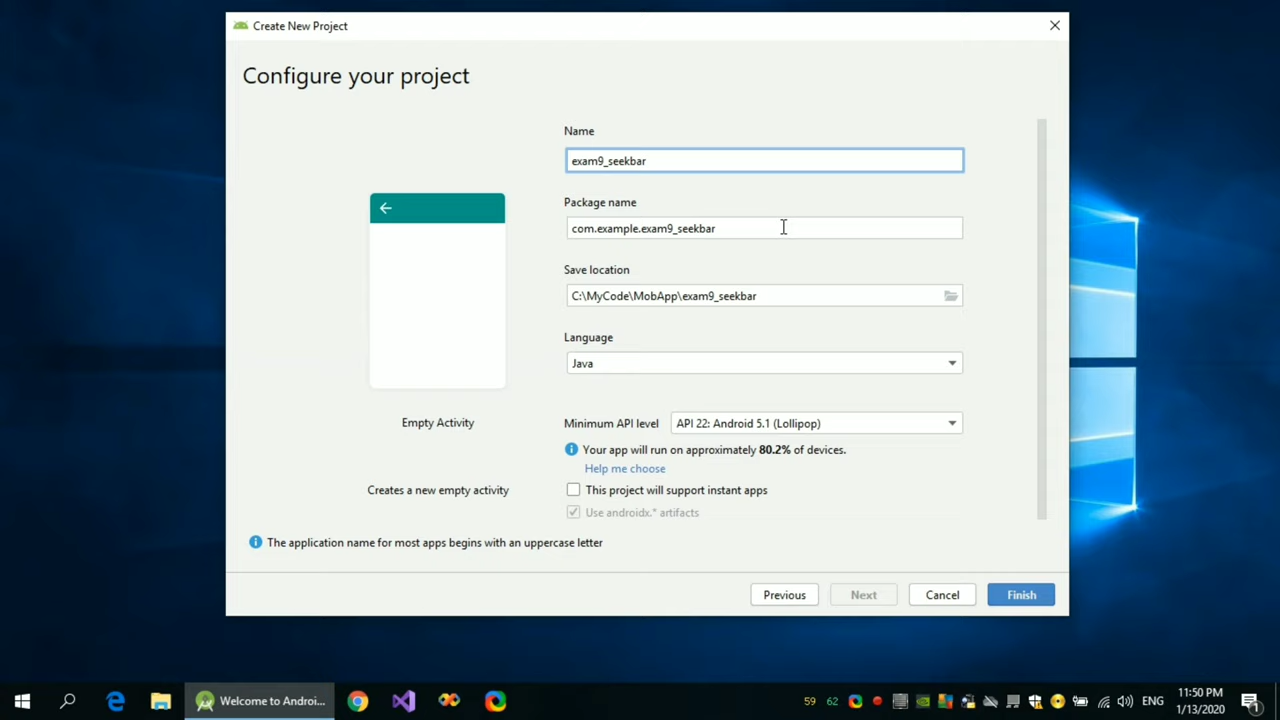 Create New Project
Configure your project
Name
exam9_seekbar
Package name
com.example.exam9_seekbar
Save location
C:\MyCode\MobApp\exam9_seekbar
Language
Java
Empty Activity
Minimum API level
API 22: Android 5.1 (Lollipop)
Your app will run on approximately 80.2% of devices.
Help me choose
Creates a new empty activity
This project will support instant apps
Use androidx.* artifacts
The application name for most apps begins with an uppercase letter
Previous
Next
Cancel
Finish
Welcome to Androi...
59
62
ENG
11:50 PM
1/13/2020
1